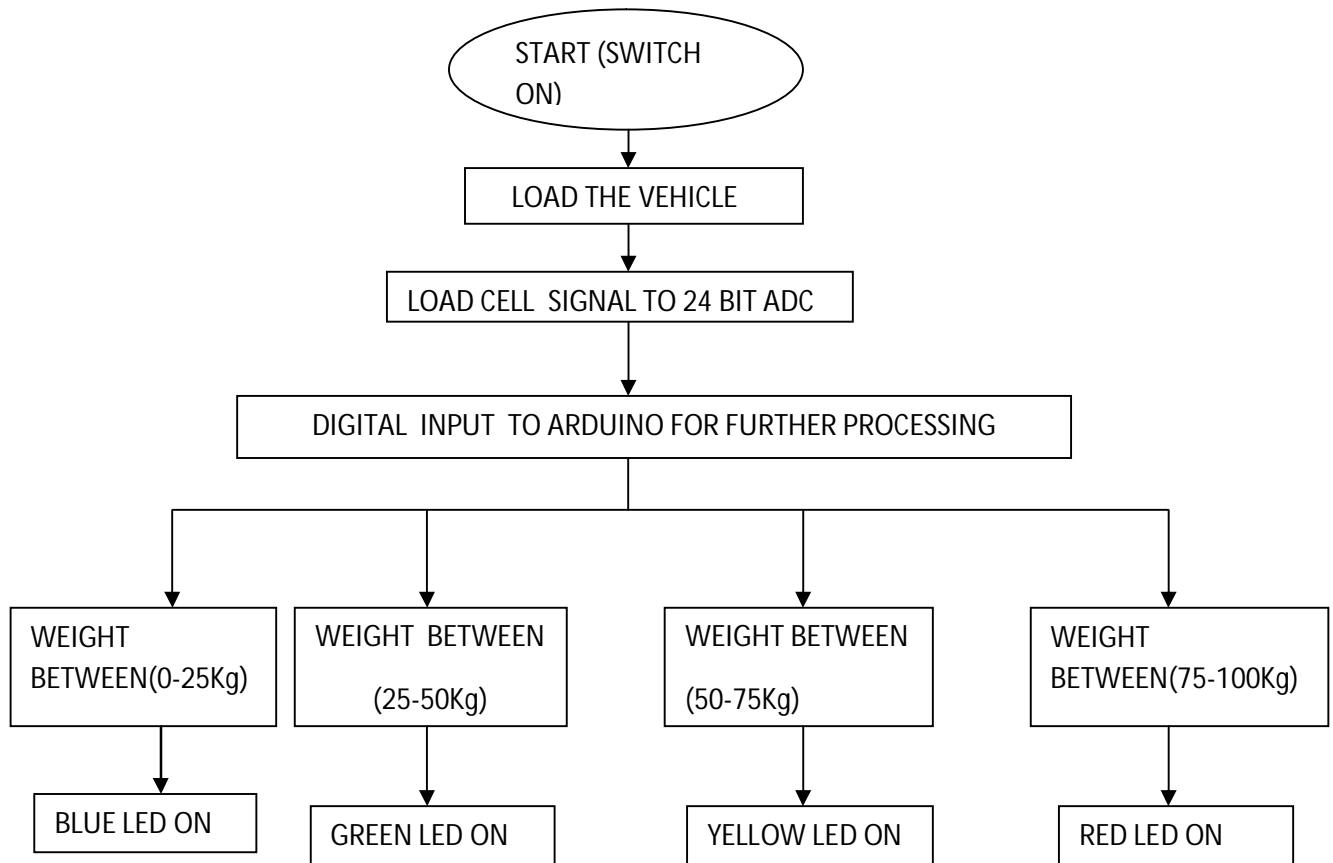 START (SWITCH
ON)
LOAD THE VEHICLE
LOAD CELL SIGNAL TO 24 BIT ADC
DIGITAL INPUT TO ARDUINO FOR FURTHER PROCESSING
WEIGHT
BETWEEN(0-25Kg)
WEIGHT BETWEEN
(25-50Kg)
WEIGHT BETWEEN
(50-75Kg)
WEIGHT
BETWEEN(75-100Kg)
BLUE LED ON
GREEN LED ON
YELLOW LED ON
RED LED ON